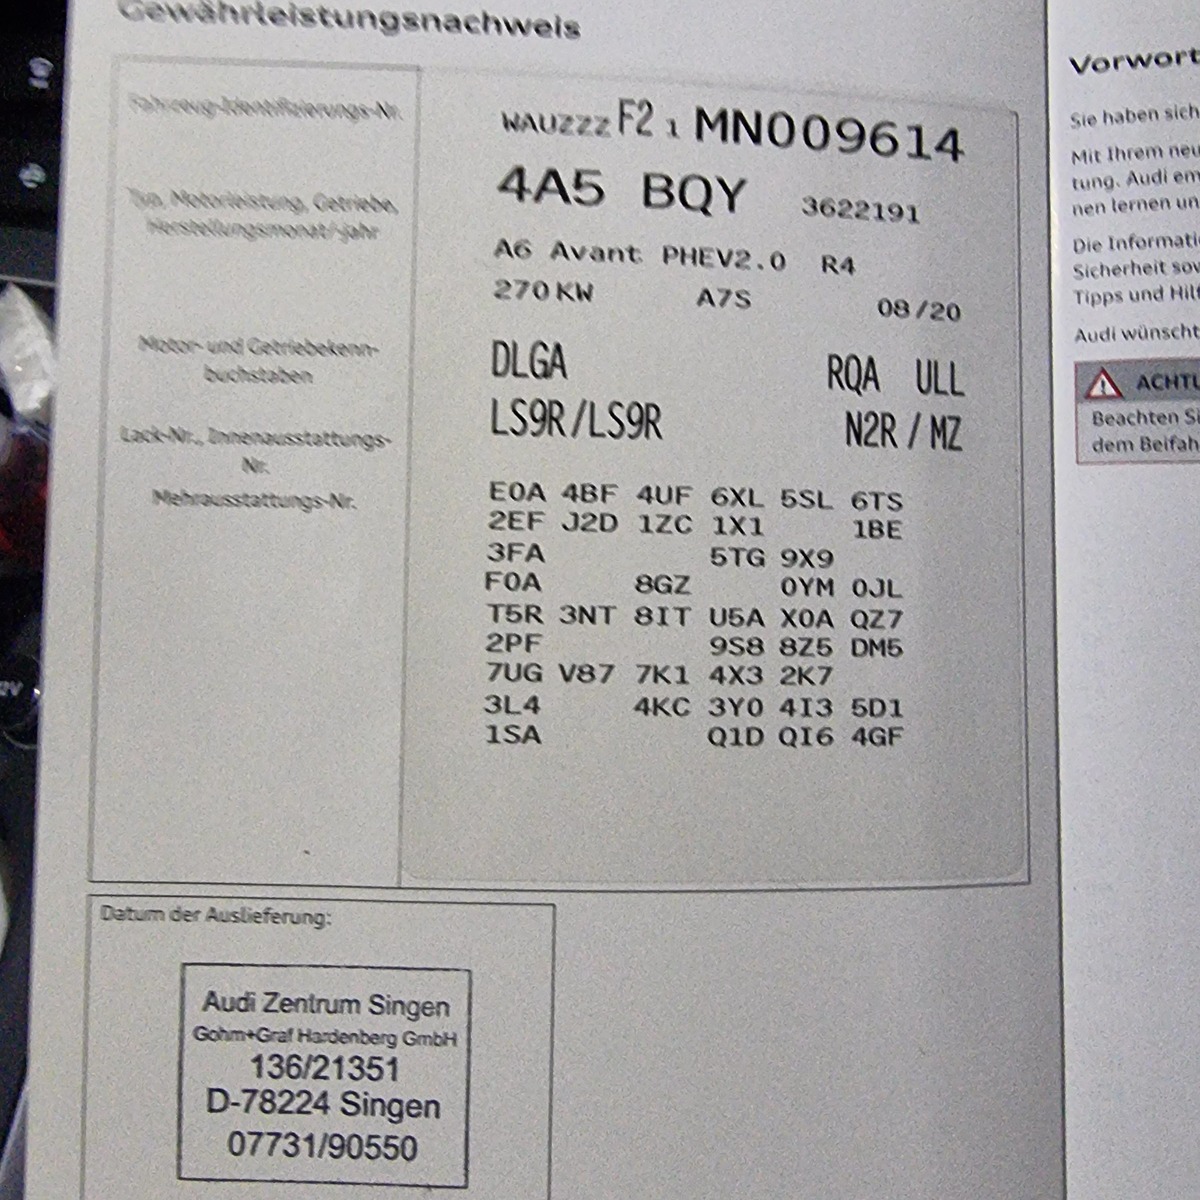 Gewährleistungsnachweis
Fahrzeug-Identifizierungs-Nr.
WAUZZZ F2 1 MN009614
4A5 BQY 3622191
Typ, Motorleistung, Getriebe,
Herstellungsmonat/-jahr
A6 Avant PHEV2.0 R4
270 KW A7S 08/20
Motor- und Getriebekenn-
buchstaben
DLGA RQA ULL
Lack-Nr., Innenausstattungs-
Nr.
LS9R/LS9R N2R / MZ
Mehrausstattungs-Nr.
E0A 4BF 4UF 6XL 5SL 6TS
2EF J2D 1ZC 1X1 1BE
3FA 5TG 9X9
F0A 8GZ 0YM 0JL
T5R 3NT 8IT U5A X0A QZ7
2PF 9S8 8Z5 DM5
7UG V87 7K1 4X3 2K7
3L4 4KC 3Y0 4I3 5D1
1SA Q1D QI6 4GF
Datum der Auslieferung:
Audi Zentrum Singen
Gohm+Graf Hardenberg GmbH
136/21351
D-78224 Singen
07731/90550
Vorwort
Sie haben sich
Mit Ihrem neu
tung. Audi em
nen lernen un
Die Informati
Sicherheit sow
Tipps und Hilf
Audi wünscht
ACHTU
Beachten Si
dem Beifah